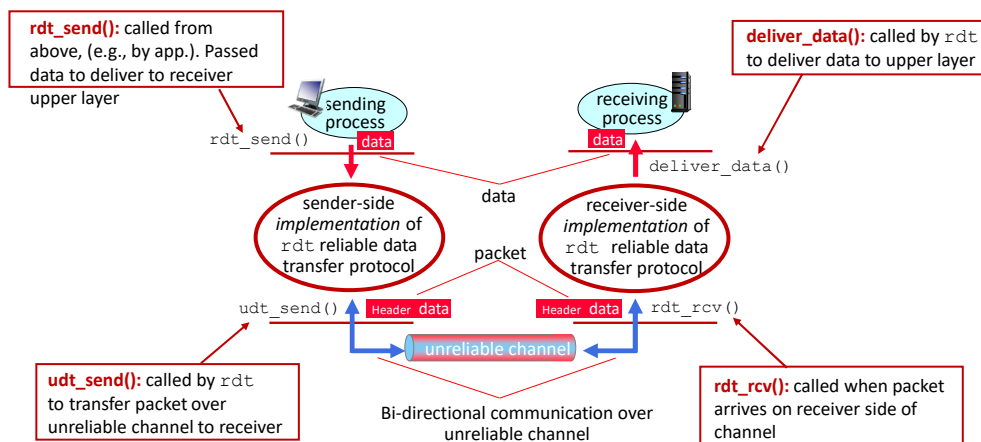 rdt_send(): called from
above, (e.g., by app.). Passed
data to deliver to receiver
upper layer
deliver_data(): called by rdt
to deliver data to upper layer
sending
process
receiving
process
rdt_send()
data
data
deliver_data()
data
sender-side
implementation of
rdt reliable data
transfer protocol
receiver-side
implementation of
rdt reliable data
transfer protocol
packet
udt_send()
Header data
Header data
rdt_rcv()
unreliable channel
udt_send(): called by rdt
to transfer packet over
unreliable channel to receiver
Bi-directional communication over
unreliable channel
rdt_rcv(): called when packet
arrives on receiver side of
channel